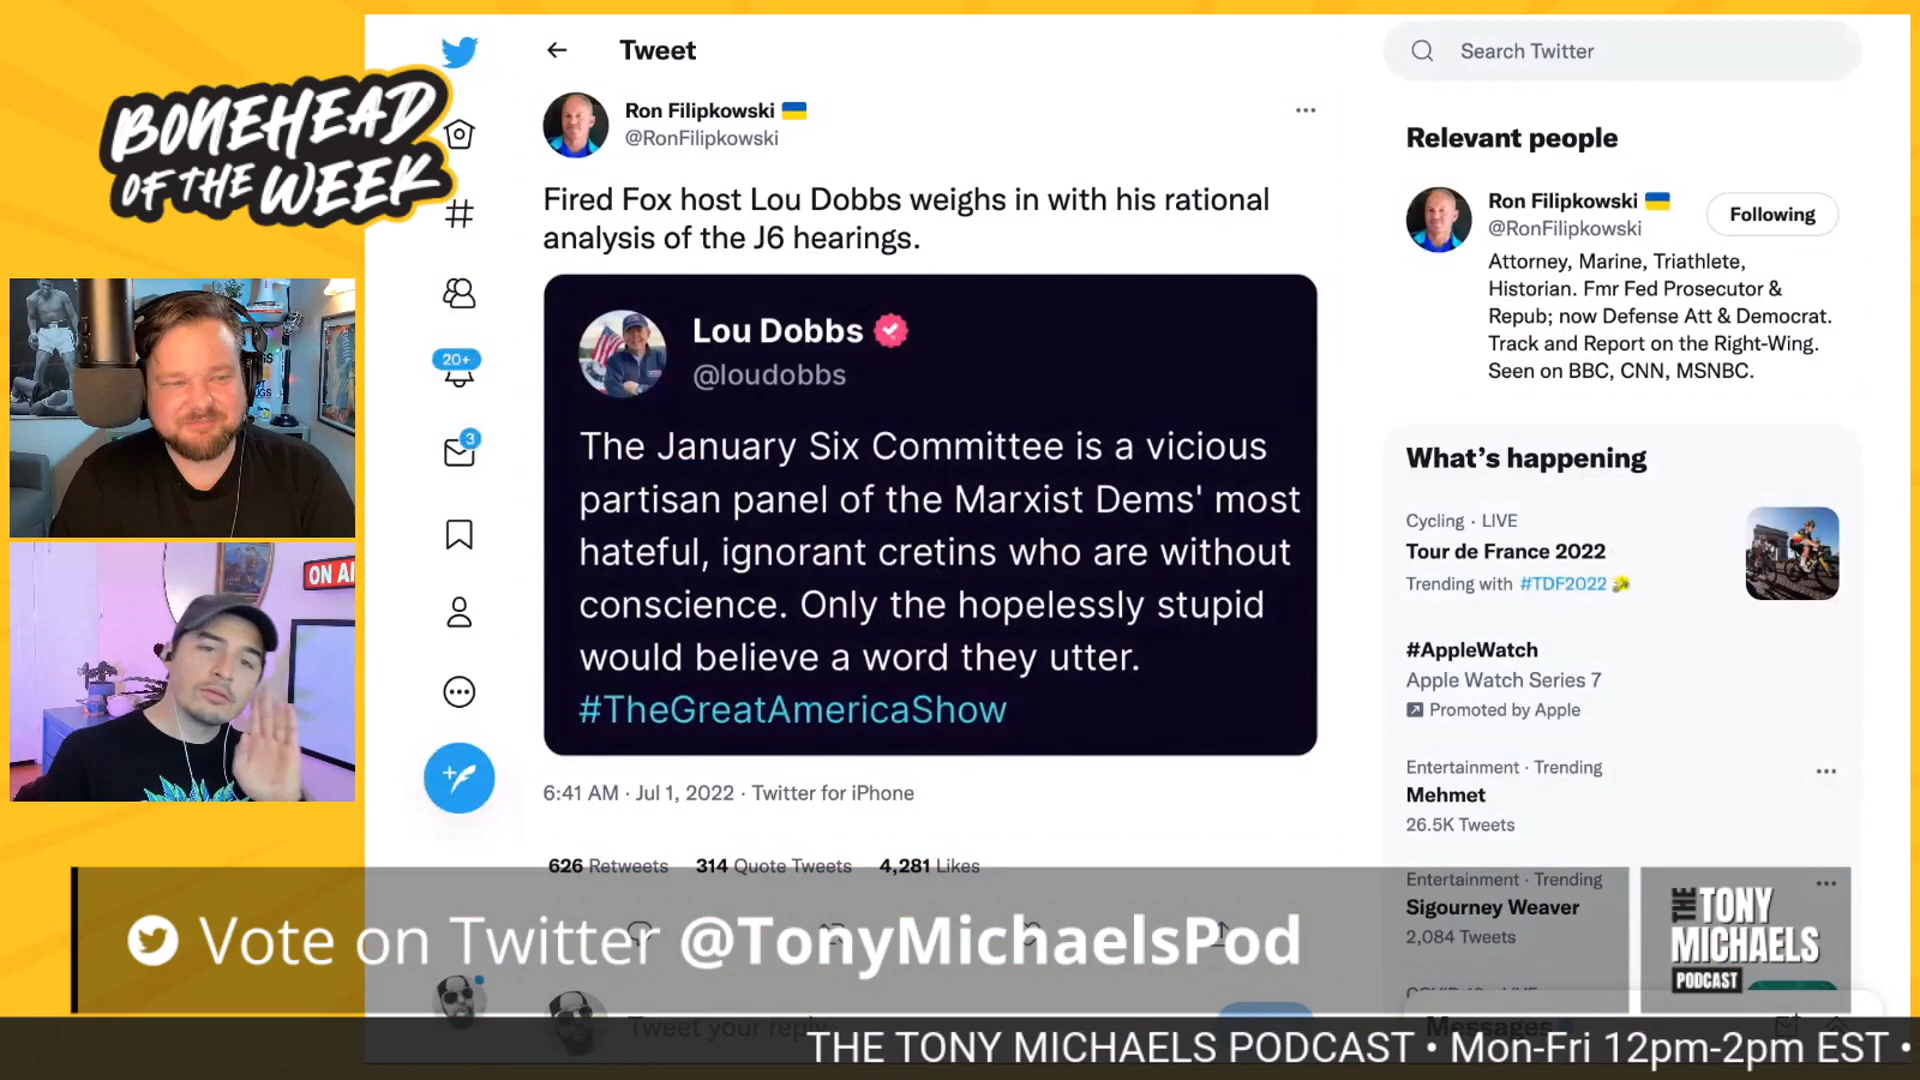 BONEHEAD
OF THE WEEK
20+
3
ON AI
Tweet
Ron Filipkowski
@RonFilipkowski
Fired Fox host Lou Dobbs weighs in with his rational
analysis of the J6 hearings.
Lou Dobbs
@loudobbs
The January Six Committee is a vicious
partisan panel of the Marxist Dems' most
hateful, ignorant cretins who are without
conscience. Only the hopelessly stupid
would believe a word they utter.
#TheGreatAmericaShow
6:41 AM · Jul 1, 2022 · Twitter for iPhone
626 Retweets 314 Quote Tweets 4,281 Likes
Tweet your reply
Search Twitter
Relevant people
Ron Filipkowski
@RonFilipkowski
Following
Attorney, Marine, Triathlete,
Historian. Fmr Fed Prosecutor &
Repub; now Defense Att & Democrat.
Track and Report on the Right-Wing.
Seen on BBC, CNN, MSNBC.
What's happening
Cycling · LIVE
Tour de France 2022
Trending with #TDF2022
#AppleWatch
Apple Watch Series 7
Promoted by Apple
Entertainment · Trending
Mehmet
26.5K Tweets
Entertainment · Trending
Sigourney Weaver
2,084 Tweets
COVID-19 · LIVE
Messages
Vote on Twitter @TonyMichaelsPod
THE TONY
MICHAELS
PODCAST
THE TONY MICHAELS PODCAST • Mon-Fri 12pm-2pm EST •